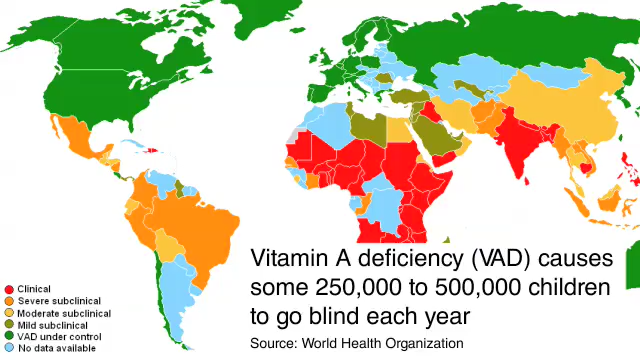 Vitamin A deficiency (VAD) causes
some 250,000 to 500,000 children
to go blind each year
Source: World Health Organization
Clinical
Severe subclinical
Moderate subclinical
Mild subclinical
VAD under control
No data available